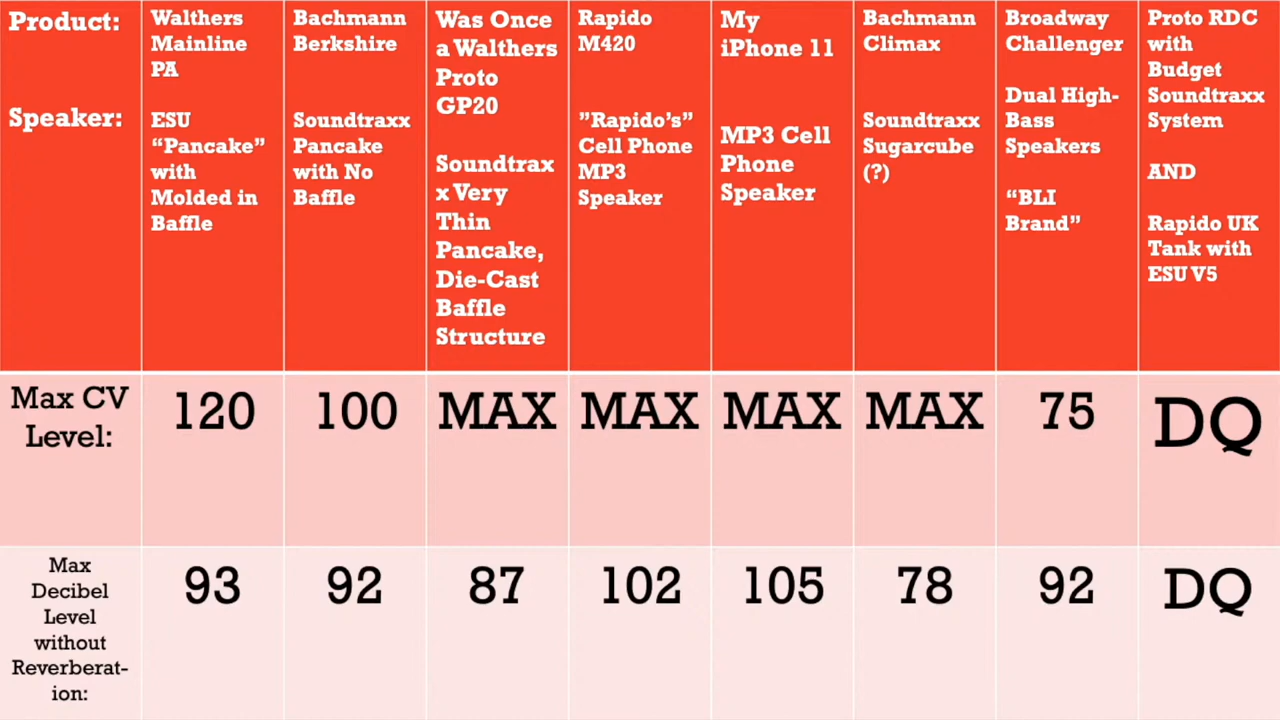 Product:
Speaker:
Walthers
Mainline
PA
ESU
“Pancake”
with
Molded in
Baffle
Bachmann
Berkshire
Soundtraxx
Pancake
with No
Baffle
Was Once
a Walthers
Proto
GP20
Soundtrax
x Very
Thin
Pancake,
Die-Cast
Baffle
Structure
Rapido
M420
”Rapido’s”
Cell Phone
MP3
Speaker
My
iPhone 11
MP3 Cell
Phone
Speaker
Bachmann
Climax
Soundtraxx
Sugarcube
(?)
Broadway
Challenger
Dual High-
Bass
Speakers
“BLI
Brand”
Proto RDC
with
Budget
Soundtraxx
System
AND
Rapido UK
Tank with
ESU V5
Max CV
Level:
120
100
MAX
MAX
MAX
MAX
75
DQ
Max
Decibel
Level
without
Reverberat-
ion:
93
92
87
102
105
78
92
DQ